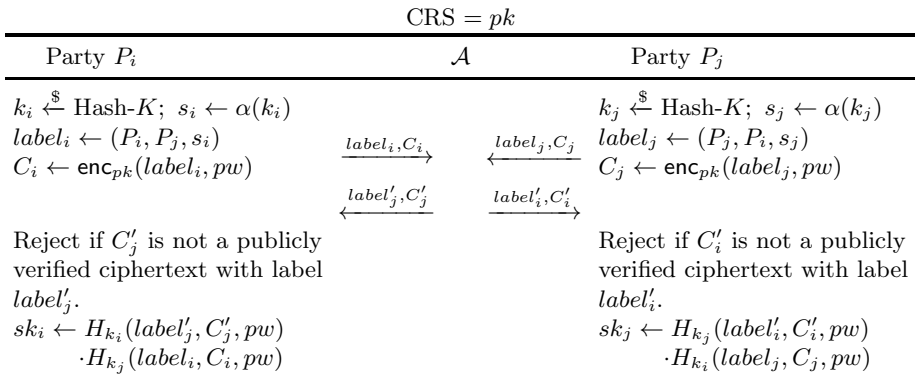 CRS = pk
Party P_i 𝒜 Party P_j
k_i ←$ Hash-K; s_i ← α(k_i)
label_i ← (P_i, P_j, s_i)
C_i ← enc_pk(label_i, pw)
label_i, C_i →
← label_j, C_j
k_j ←$ Hash-K; s_j ← α(k_j)
label_j ← (P_j, P_i, s_j)
C_j ← enc_pk(label_j, pw)
← label′_j, C′_j
label′_i, C′_i →
Reject if C′_j is not a publicly
verified ciphertext with label
label′_j.
sk_i ← H_{k_i}(label′_j, C′_j, pw)
·H_{k_j}(label_i, C_i, pw)
Reject if C′_i is not a publicly
verified ciphertext with label
label′_i.
sk_j ← H_{k_j}(label′_i, C′_i, pw)
·H_{k_i}(label_j, C_j, pw)